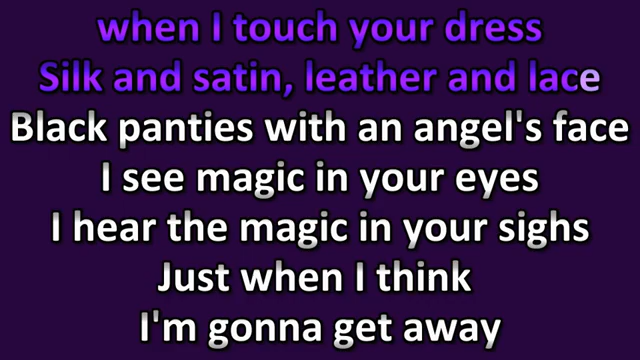 when I touch your dress
Silk and satin, leather and lace
Black panties with an angel's face
I see magic in your eyes
I hear the magic in your sighs
Just when I think
I'm gonna get away